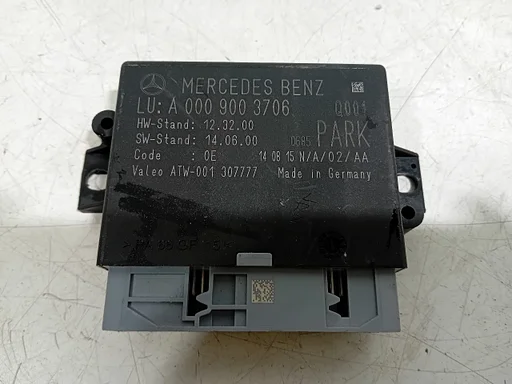 MERCEDES BENZ
LU: A 000 900 3706 Q001
HW-Stand: 12.32.00
SW-Stand: 14.06.00 0685 PARK
Code : 0E 14 08 15 N/A/02/AA
Valeo ATW-001 307777 Made in Germany